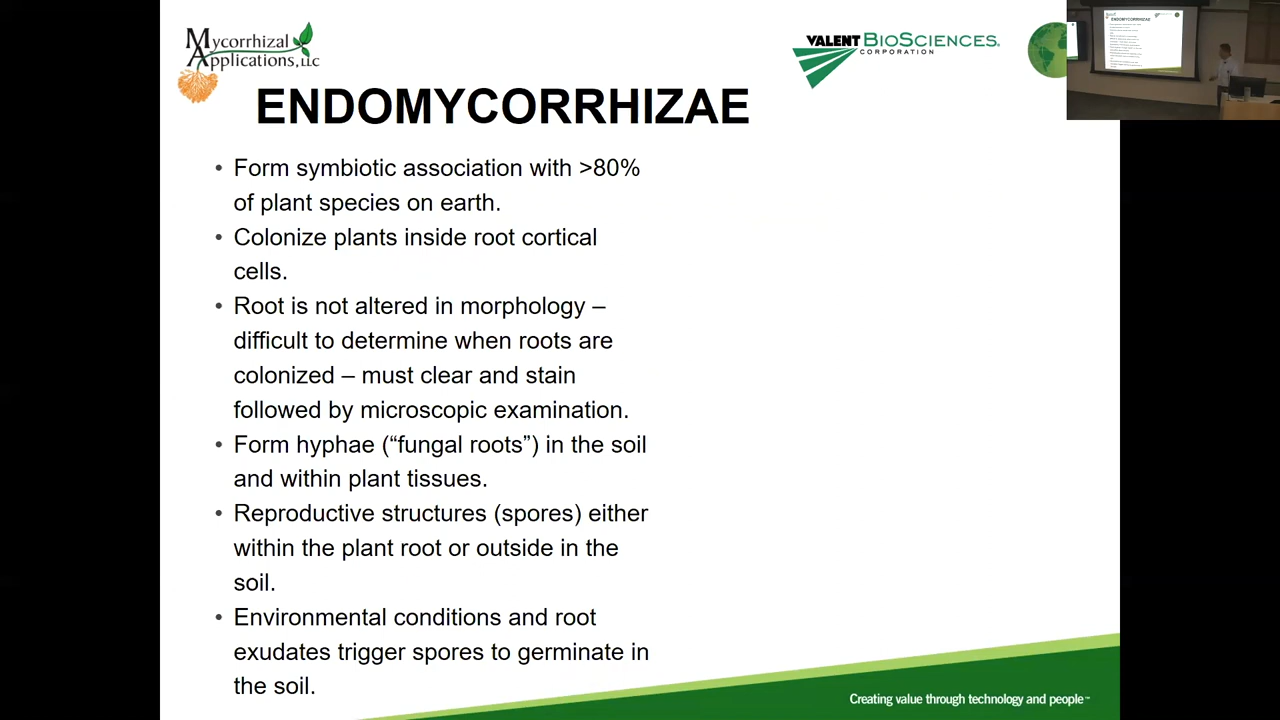 Mycorrhizal
Applications, LLC
VALENT BIOSCIENCES®
CORPORATION
ENDOMYCORRHIZAE
• Form symbiotic association with >80%
of plant species on earth.
• Colonize plants inside root cortical
cells.
• Root is not altered in morphology –
difficult to determine when roots are
colonized – must clear and stain
followed by microscopic examination.
• Form hyphae (“fungal roots”) in the soil
and within plant tissues.
• Reproductive structures (spores) either
within the plant root or outside in the
soil.
• Environmental conditions and root
exudates trigger spores to germinate in
the soil.
Creating value through technology and people™
ENDOMYCORRHIZAE